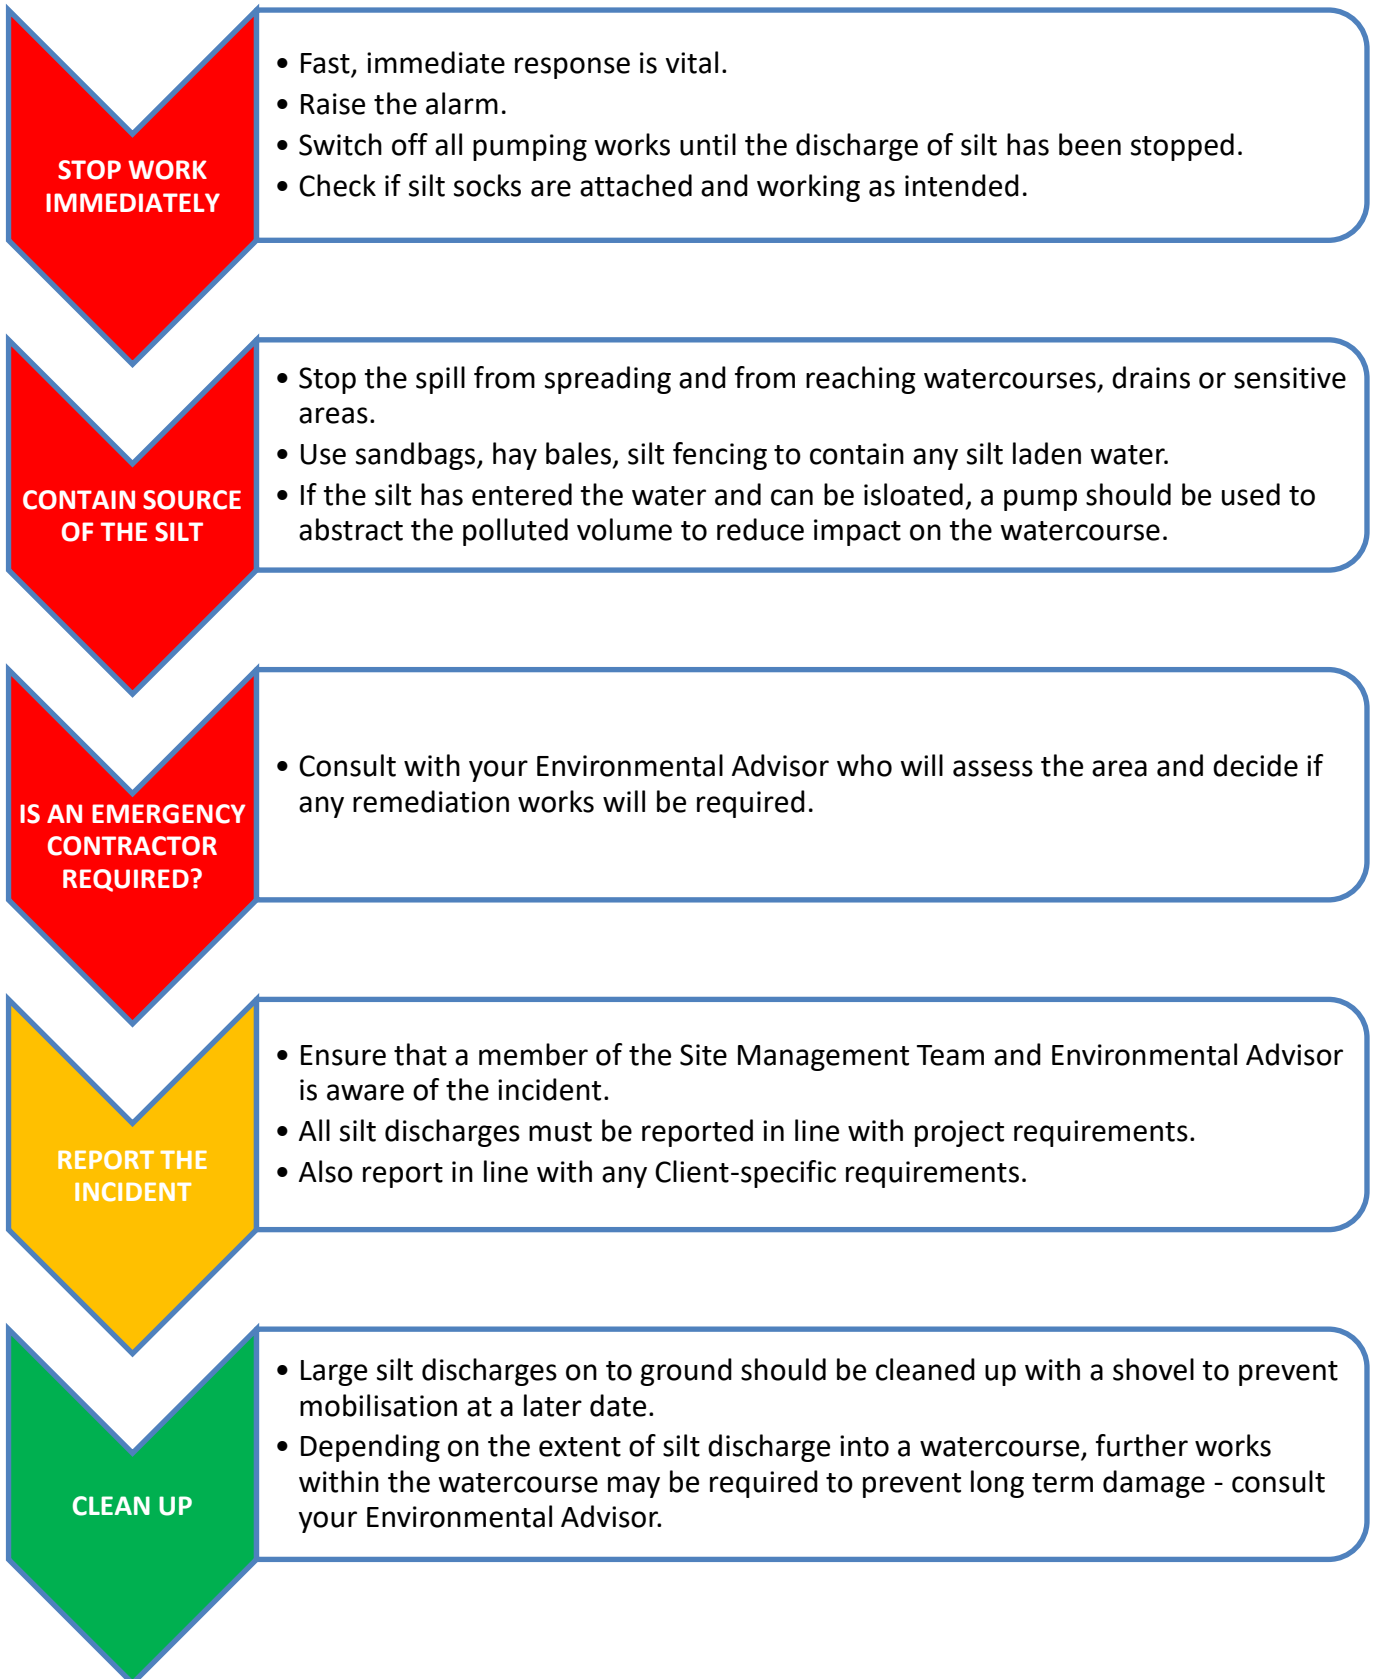 STOP WORK
IMMEDIATELY
• Fast, immediate response is vital.
• Raise the alarm.
• Switch off all pumping works until the discharge of silt has been stopped.
• Check if silt socks are attached and working as intended.
CONTAIN SOURCE
OF THE SILT
• Stop the spill from spreading and from reaching watercourses, drains or sensitive
areas.
• Use sandbags, hay bales, silt fencing to contain any silt laden water.
• If the silt has entered the water and can be isloated, a pump should be used to
abstract the polluted volume to reduce impact on the watercourse.
IS AN EMERGENCY
CONTRACTOR
REQUIRED?
• Consult with your Environmental Advisor who will assess the area and decide if
any remediation works will be required.
REPORT THE
INCIDENT
• Ensure that a member of the Site Management Team and Environmental Advisor
is aware of the incident.
• All silt discharges must be reported in line with project requirements.
• Also report in line with any Client-specific requirements.
CLEAN UP
• Large silt discharges on to ground should be cleaned up with a shovel to prevent
mobilisation at a later date.
• Depending on the extent of silt discharge into a watercourse, further works
within the watercourse may be required to prevent long term damage - consult
your Environmental Advisor.